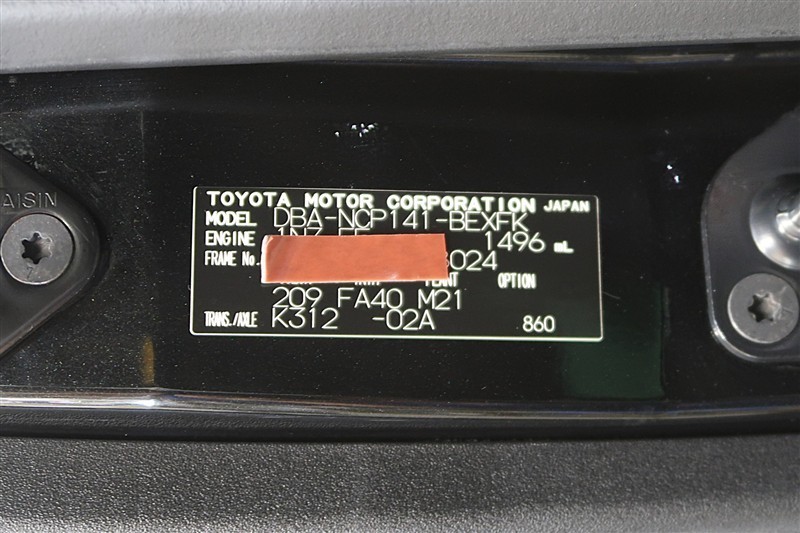 AISIN
TOYOTA MOTOR CORPORATION JAPAN
MODEL DBA-NCP141-BEXFK
ENGINE 1496 mL
FRAME No. 024
PLANT OPTION
209 FA40 M21
TRANS./AXLE K312 -02A 860